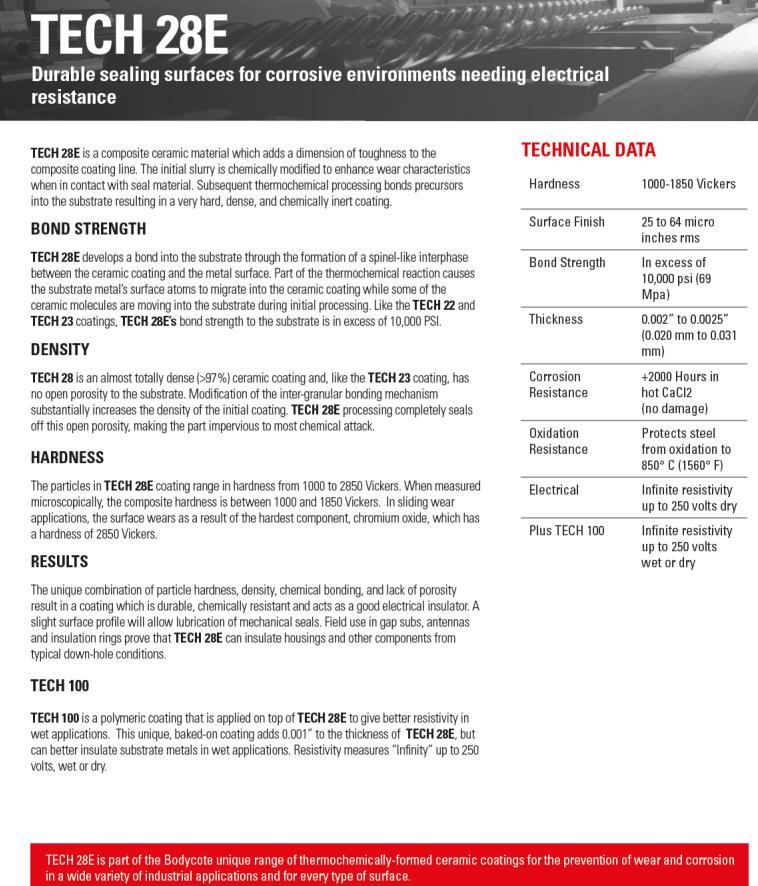 TECH 28E
Durable sealing surfaces for corrosive environments needing electrical
resistance
TECH 28E is a composite ceramic material which adds a dimension of toughness to the
composite coating line. The initial slurry is chemically modified to enhance wear characteristics
when in contact with seal material. Subsequent thermochemical processing bonds precursors
into the substrate resulting in a very hard, dense, and chemically inert coating.
BOND STRENGTH
TECH 28E develops a bond into the substrate through the formation of a spinel-like interphase
between the ceramic coating and the metal surface. Part of the thermochemical reaction causes
the substrate metal's surface atoms to migrate into the ceramic coating while some of the
ceramic molecules are moving into the substrate during initial processing. Like the TECH 22 and
TECH 23 coatings, TECH 28E's bond strength to the substrate is in excess of 10,000 PSI.
DENSITY
TECH 28 is an almost totally dense (>97%) ceramic coating and, like the TECH 23 coating, has
no open porosity to the substrate. Modification of the inter-granular bonding mechanism
substantially increases the density of the initial coating. TECH 28E processing completely seals
off this open porosity, making the part impervious to most chemical attack.
HARDNESS
The particles in TECH 28E coating range in hardness from 1000 to 2850 Vickers. When measured
microscopically, the composite hardness is between 1000 and 1850 Vickers. In sliding wear
applications, the surface wears as a result of the hardest component, chromium oxide, which has
a hardness of 2850 Vickers.
RESULTS
The unique combination of particle hardness, density, chemical bonding, and lack of porosity
result in a coating which is durable, chemically resistant and acts as a good electrical insulator. A
slight surface profile will allow lubrication of mechanical seals. Field use in gap subs, antennas
and insulation rings prove that TECH 28E can insulate housings and other components from
typical down-hole conditions.
TECH 100
TECH 100 is a polymeric coating that is applied on top of TECH 28E to give better resistivity in
wet applications. This unique, baked-on coating adds 0.001" to the thickness of TECH 28E, but
can better insulate substrate metals in wet applications. Resistivity measures "Infinity" up to 250
volts, wet or dry.
TECHNICAL DATA
Hardness 1000-1850 Vickers
Surface Finish 25 to 64 micro
inches rms
Bond Strength In excess of
10,000 psi (69
Mpa)
Thickness 0.002" to 0.0025"
(0.020 mm to 0.031
mm)
Corrosion +2000 Hours in
Resistance hot CaCl2
(no damage)
Oxidation Protects steel
Resistance from oxidation to
850° C (1560° F)
Electrical Infinite resistivity
up to 250 volts dry
Plus TECH 100 Infinite resistivity
up to 250 volts
wet or dry
TECH 28E is part of the Bodycote unique range of thermochemically-formed ceramic coatings for the prevention of wear and corrosion
in a wide variety of industrial applications and for every type of surface.